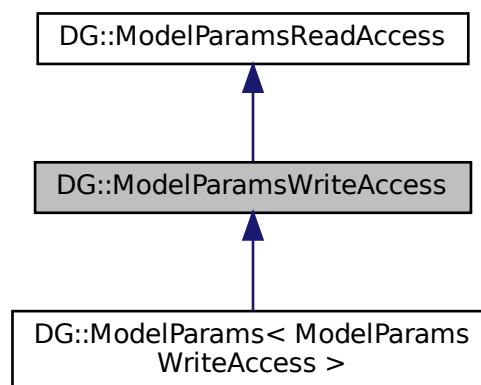 DG::ModelParamsReadAccess
DG::ModelParamsWriteAccess
DG::ModelParams< ModelParams
WriteAccess >